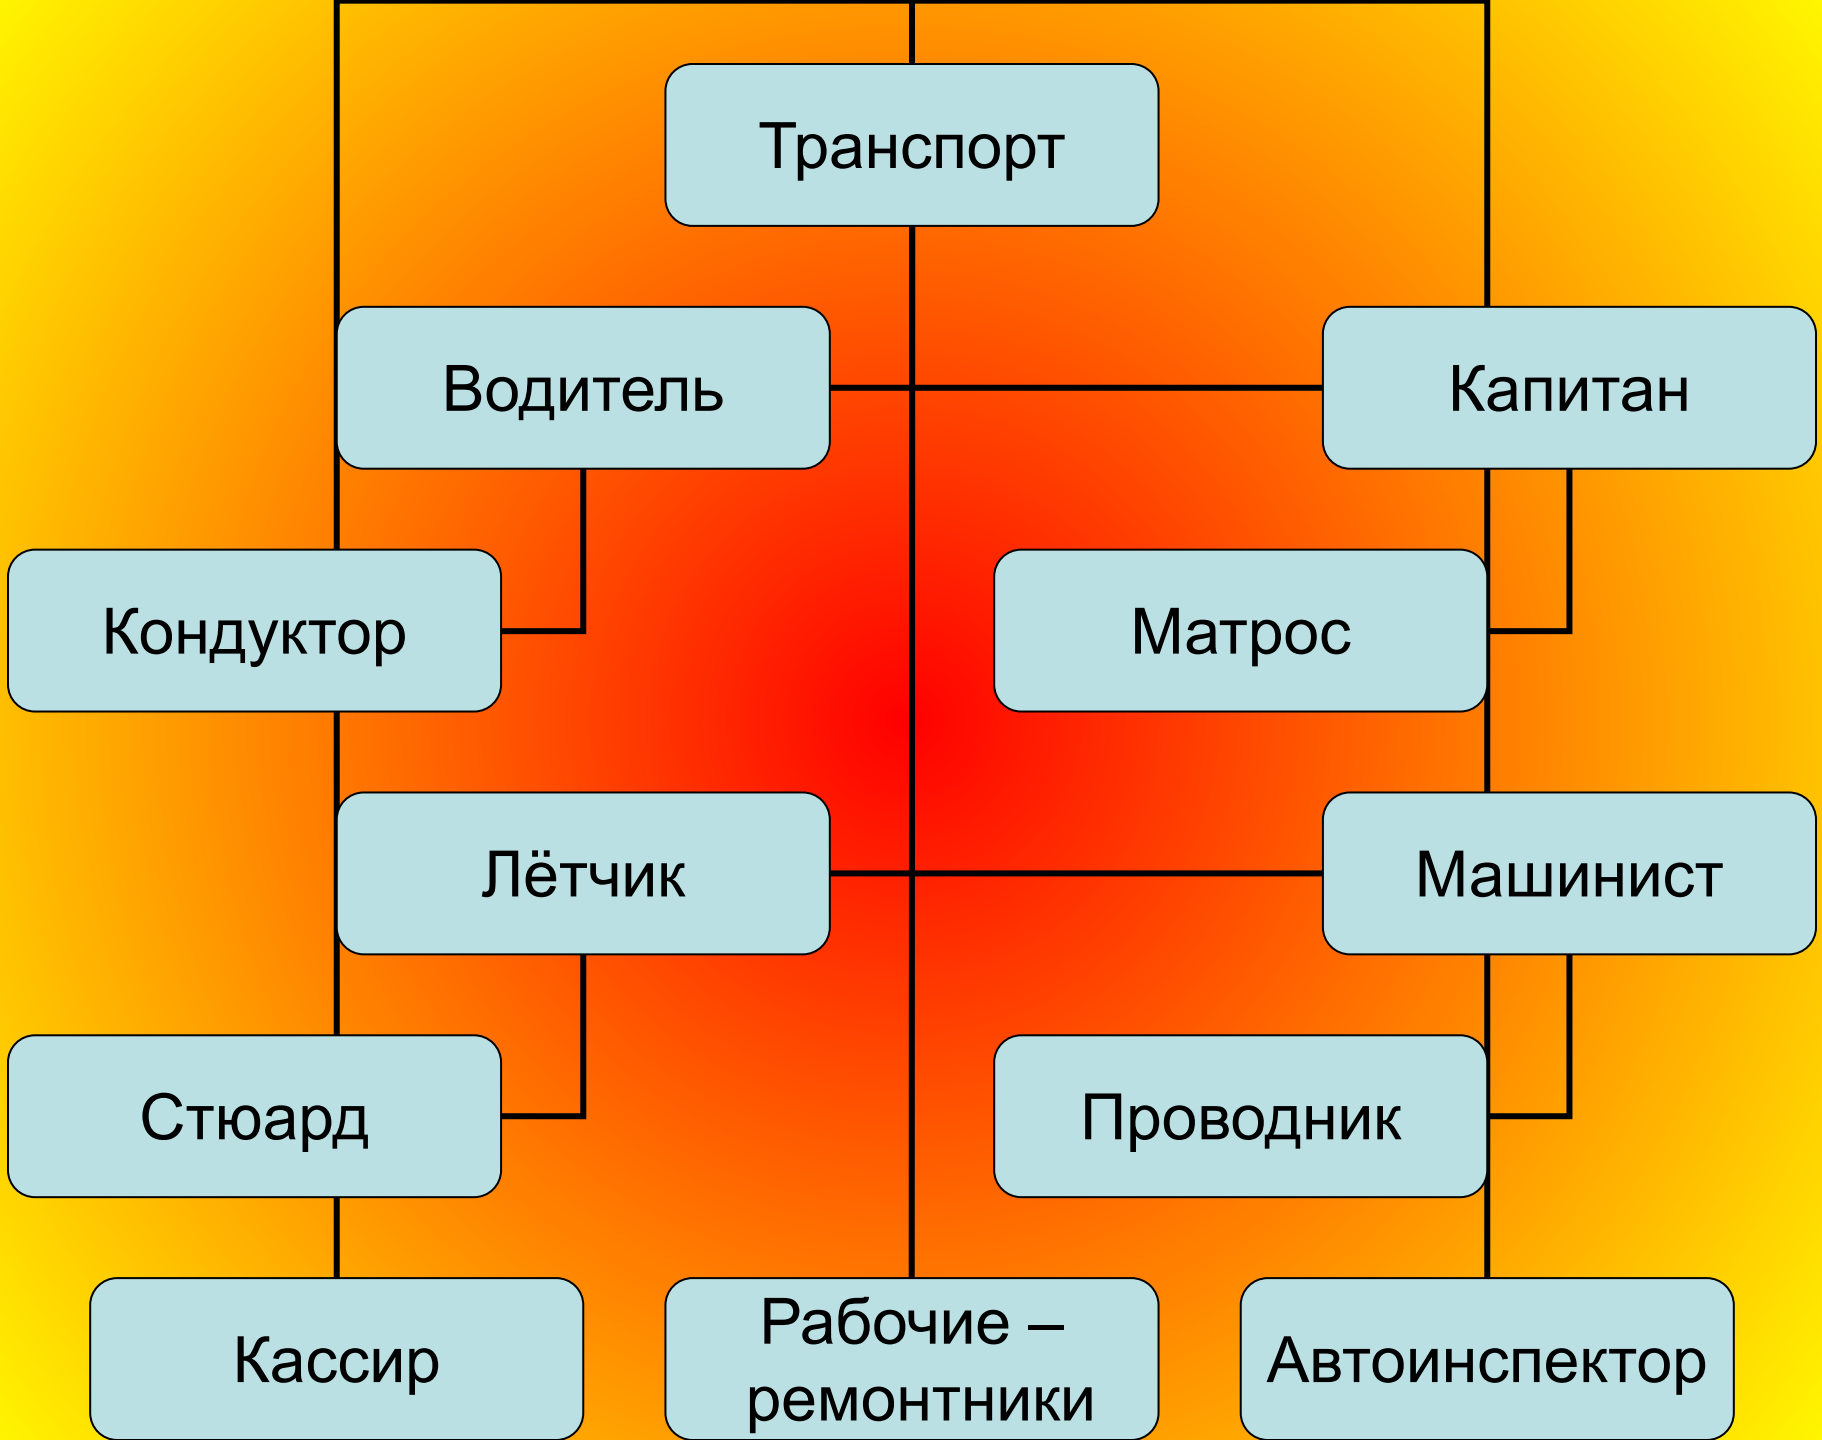 Транспорт
Водитель
Капитан
Кондуктор
Матрос
Лётчик
Машинист
Стюард
Проводник
Кассир
Рабочие –
ремонтники
Автоинспектор